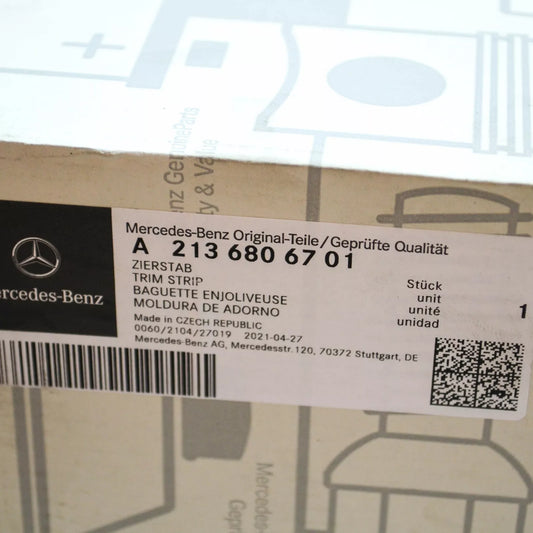 Mercedes-Benz
Mercedes-Benz Original-Teile/Geprüfte Qualität
A 213 680 67 01
ZIERSTAB
TRIM STRIP
BAGUETTE ENJOLIVEUSE
MOLDURA DE ADORNO
Stück
unit
unité
unidad
1
Made in CZECH REPUBLIC
0060/2104/27019 2021-04-27
Mercedes-Benz AG, Mercedesstr. 120, 70372 Stuttgart, DE
Mercedes-Benz